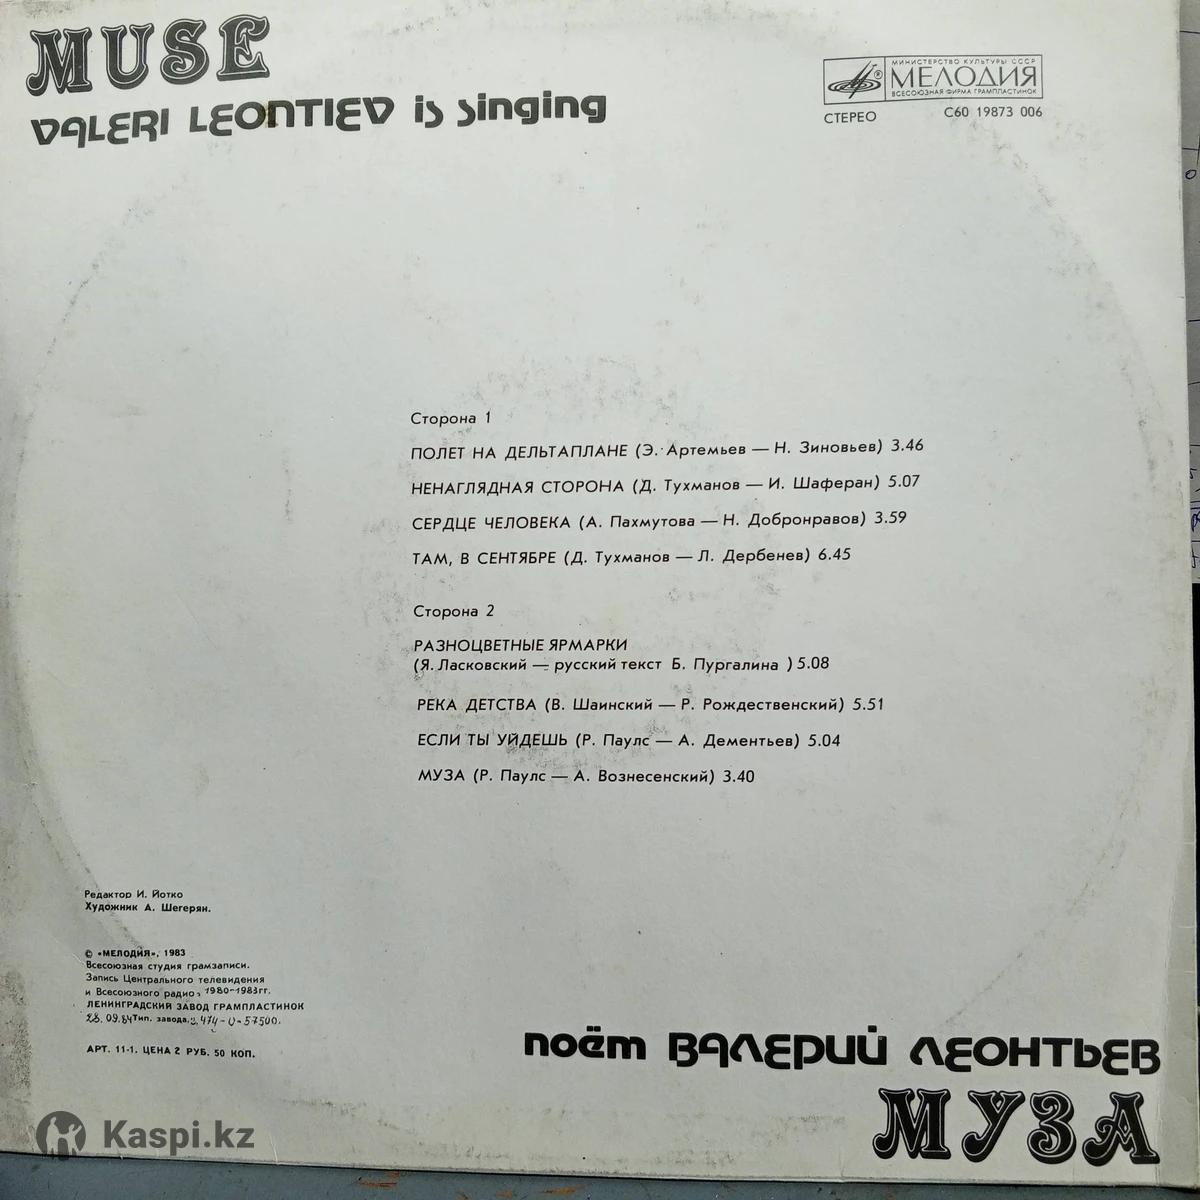 MUSE
VALERI LEONTIEV is singing
МИНИСТЕРСТВО КУЛЬТУРЫ СССР
МЕЛОДИЯ
ВСЕСОЮЗНАЯ ФИРМА ГРАМПЛАСТИНОК
СТЕРЕО С60 19873 006
Сторона 1
ПОЛЕТ НА ДЕЛЬТАПЛАНЕ (Э. Артемьев — Н. Зиновьев) 3.46
НЕНАГЛЯДНАЯ СТОРОНА (Д. Тухманов — И. Шаферан) 5.07
СЕРДЦЕ ЧЕЛОВЕКА (А. Пахмутова — Н. Добронравов) 3.59
ТАМ, В СЕНТЯБРЕ (Д. Тухманов — Л. Дербенев) 6.45
Сторона 2
РАЗНОЦВЕТНЫЕ ЯРМАРКИ
(Я. Ласковский — русский текст Б. Пургалина ) 5.08
РЕКА ДЕТСТВА (В. Шаинский — Р. Рождественский) 5.51
ЕСЛИ ТЫ УЙДЕШЬ (Р. Паулс — А. Дементьев) 5.04
МУЗА (Р. Паулс — А. Вознесенский) 3.40
Редактор И. Йотко
Художник А. Шегерян.
© «МЕЛОДИЯ», 1983
Всесоюзная студия грамзаписи.
Запись Центрального телевидения
и Всесоюзного радио, 1980-1983гг.
ЛЕНИНГРАДСКИЙ ЗАВОД ГРАМПЛАСТИНОК
28.09.84 Тип. завода. з. 474-U-57500.
АРТ. 11-1. ЦЕНА 2 РУБ. 50 КОП.
поёт ВАЛЕРИЙ ЛЕОНТЬЕВ
МУЗА
Kaspi.kz